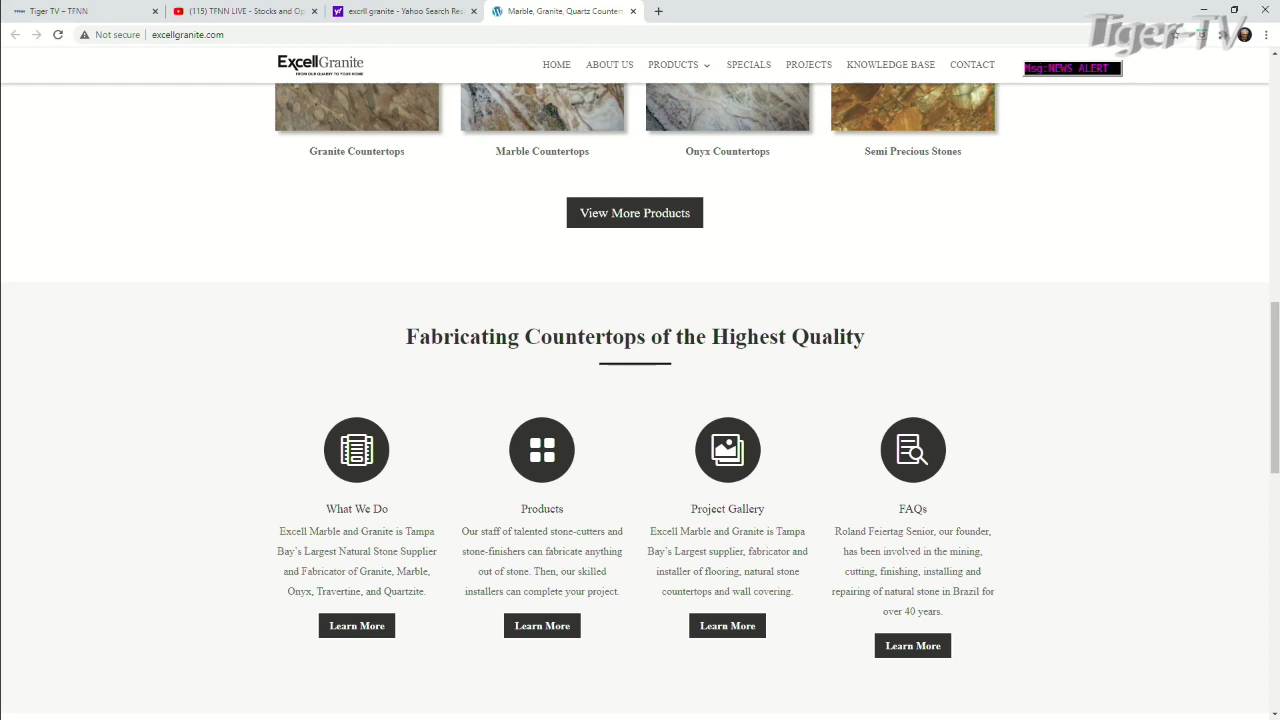 Tiger TV – TFNN
(115) TFNN LIVE - Stocks and Op
excrll granite - Yahoo Search Res
Marble, Granite, Quartz Counter
Tiger TV
Not secure
excellgranite.com
ExcellGranite
FROM OUR QUARRY TO YOUR HOME
HOME
ABOUT US
PRODUCTS
SPECIALS
PROJECTS
KNOWLEDGE BASE
CONTACT
Msg:NEWS ALERT
Granite Countertops
Marble Countertops
Onyx Countertops
Semi Precious Stones
View More Products
Fabricating Countertops of the Highest Quality
What We Do
Excell Marble and Granite is Tampa
Bay`s Largest Natural Stone Supplier
and Fabricator of Granite, Marble,
Onyx, Travertine, and Quartzite.
Learn More
Products
Our staff of talented stone-cutters and
stone-finishers can fabricate anything
out of stone. Then, our skilled
installers can complete your project.
Learn More
Project Gallery
Excell Marble and Granite is Tampa
Bay`s Largest supplier, fabricator and
installer of flooring, natural stone
countertops and wall covering.
Learn More
FAQs
Roland Feiertag Senior, our founder,
has been involved in the mining,
cutting, finishing, installing and
repairing of natural stone in Brazil for
over 40 years.
Learn More